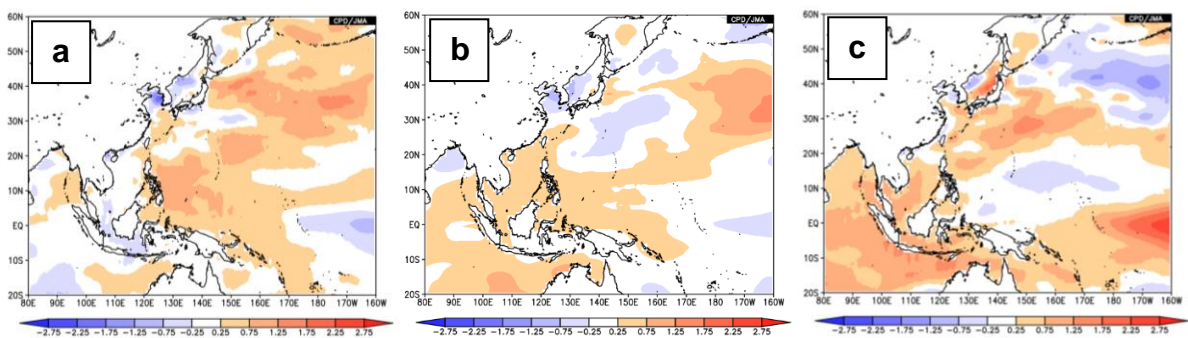 a
CPD/JMA
60N
50N
40N
30N
20N
10N
EQ
10S
20S
80E 90E 100E 110E 120E 130E 140E 150E 160E 170E 180 170W 160W
-2.75 -2.25 -1.75 -1.25 -0.75 -0.25 0.25 0.75 1.25 1.75 2.25 2.75
b
CPD/JMA
60N
50N
40N
30N
20N
10N
EQ
10S
20S
80E 90E 100E 110E 120E 130E 140E 150E 160E 170E 180 170W 160W
-2.75 -2.25 -1.75 -1.25 -0.75 -0.25 0.25 0.75 1.25 1.75 2.25 2.75
c
CPD/JMA
60N
50N
40N
30N
20N
10N
EQ
10S
20S
80E 90E 100E 110E 120E 130E 140E 150E 160E 170E 180 170W 160W
-2.75 -2.25 -1.75 -1.25 -0.75 -0.25 0.25 0.75 1.25 1.75 2.25 2.75